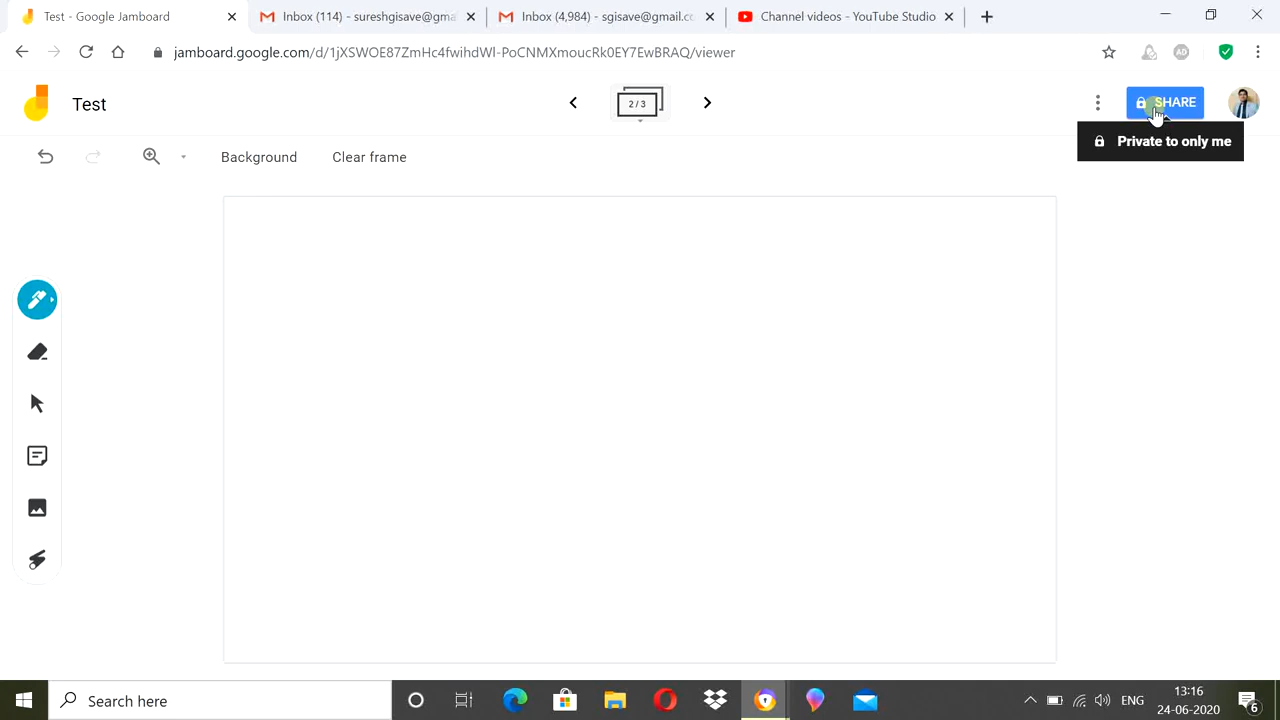 Test - Google Jamboard
Inbox (114) - sureshgisave@gma
Inbox (4,984) - sgisave@gmail.cc
Channel videos - YouTube Studio
jamboard.google.com/d/1jXSWOE87ZmHc4fwihdWI-PoCNMXmoucRk0EY7EwBRAQ/viewer
Test
2 / 3
SHARE
Private to only me
Background
Clear frame
Search here
ENG
13:16
24-06-2020
6